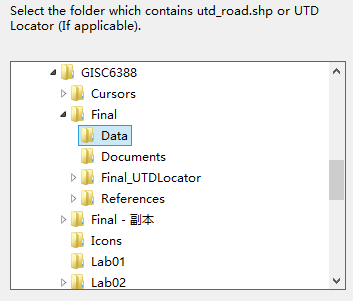 Select the folder which contains utd_road.shp or UTD
Locator (If applicable).
GISC6388
Cursors
Final
Data
Documents
Final_UTDLocator
References
Final - 副本
Icons
Lab01
Lab02